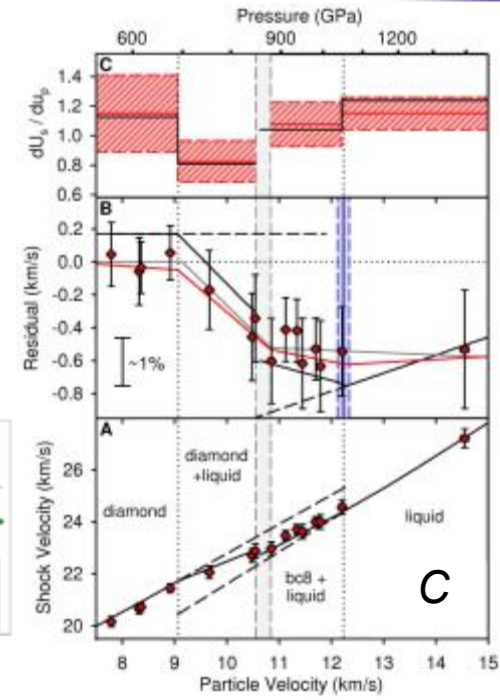 Pressure (GPa)
600 900 1200
C
1.4
1.2
1.0
0.8
0.6
dUs / dup
B
0.2
0.0
-0.2
-0.4
-0.6
-0.8
Residual (km/s)
~1%
A
26
24
22
20
Shock Velocity (km/s)
diamond
+liquid
diamond
liquid
bc8 +
liquid
C
8 9 10 11 12 13 14 15
Particle Velocity (km/s)